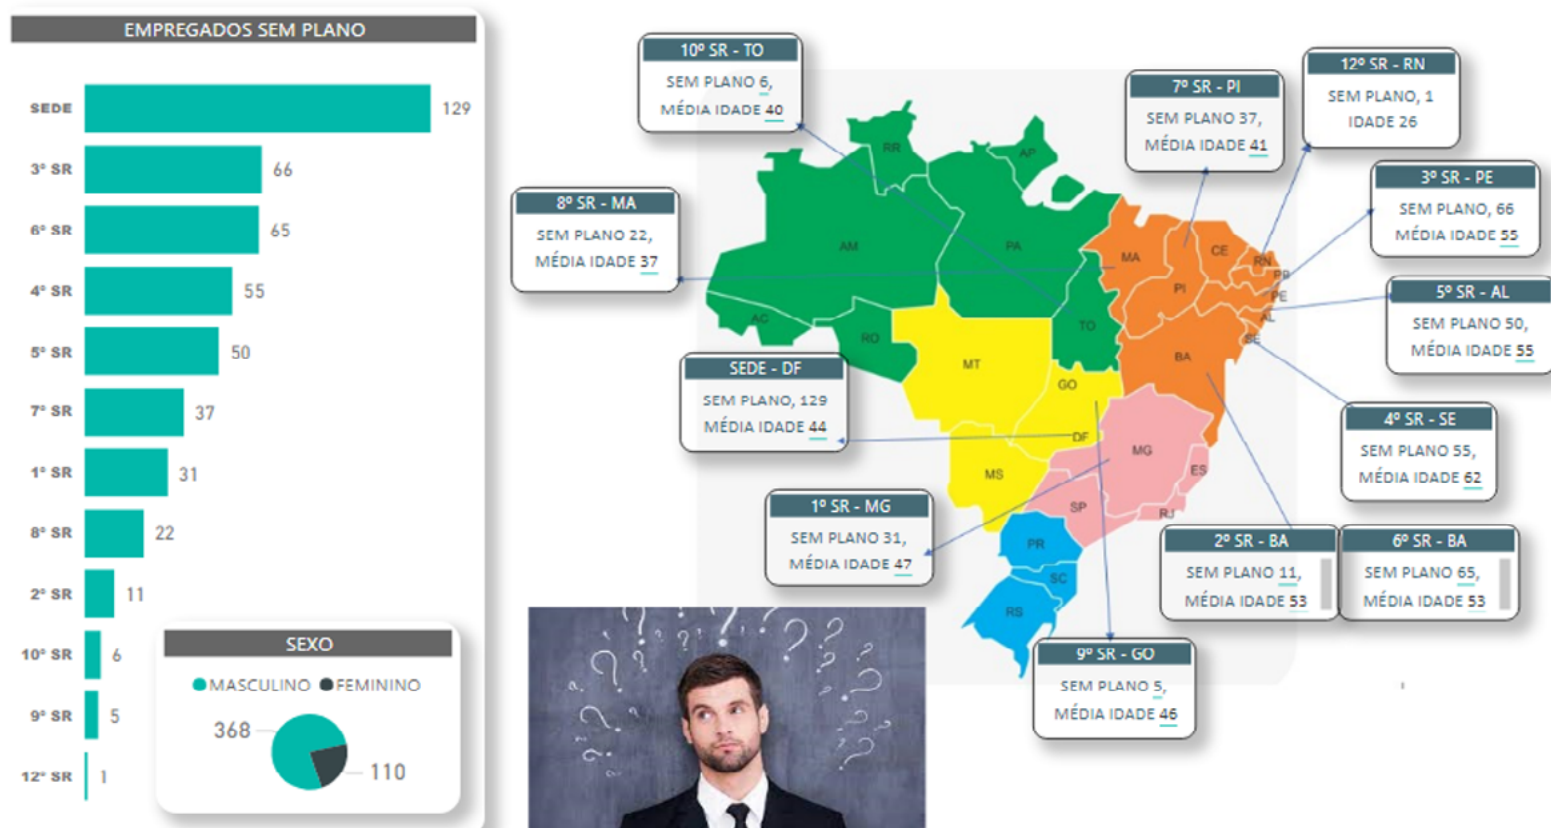 EMPREGADOS SEM PLANO
SEDE 129
3º SR 66
6º SR 65
4º SR 55
5º SR 50
7º SR 37
1º SR 31
8º SR 22
2º SR 11
10º SR 6
9º SR 5
12º SR 1
SEXO
MASCULINO FEMININO
368
110
10º SR - TO
SEM PLANO 6,
MÉDIA IDADE 40
7º SR - PI
SEM PLANO 37,
MÉDIA IDADE 41
12º SR - RN
SEM PLANO, 1
IDADE 26
8º SR - MA
SEM PLANO 22,
MÉDIA IDADE 37
3º SR - PE
SEM PLANO, 66
MÉDIA IDADE 55
5º SR - AL
SEM PLANO 50,
MÉDIA IDADE 55
SEDE - DF
SEM PLANO, 129
MÉDIA IDADE 44
4º SR - SE
SEM PLANO 55,
MÉDIA IDADE 62
1º SR - MG
SEM PLANO 31,
MÉDIA IDADE 47
2º SR - BA
SEM PLANO 11,
MÉDIA IDADE 53
6º SR - BA
SEM PLANO 65,
MÉDIA IDADE 53
9º SR - GO
SEM PLANO 5,
MÉDIA IDADE 46
RR
AP
AM
PA
MA
CE
RN
PB
PI
PE
AL
SE
AC
RO
TO
BA
MT
GO
DF
MG
ES
MS
SP
RJ
PR
SC
RS
? ? ? ? ? ? ? ? ?